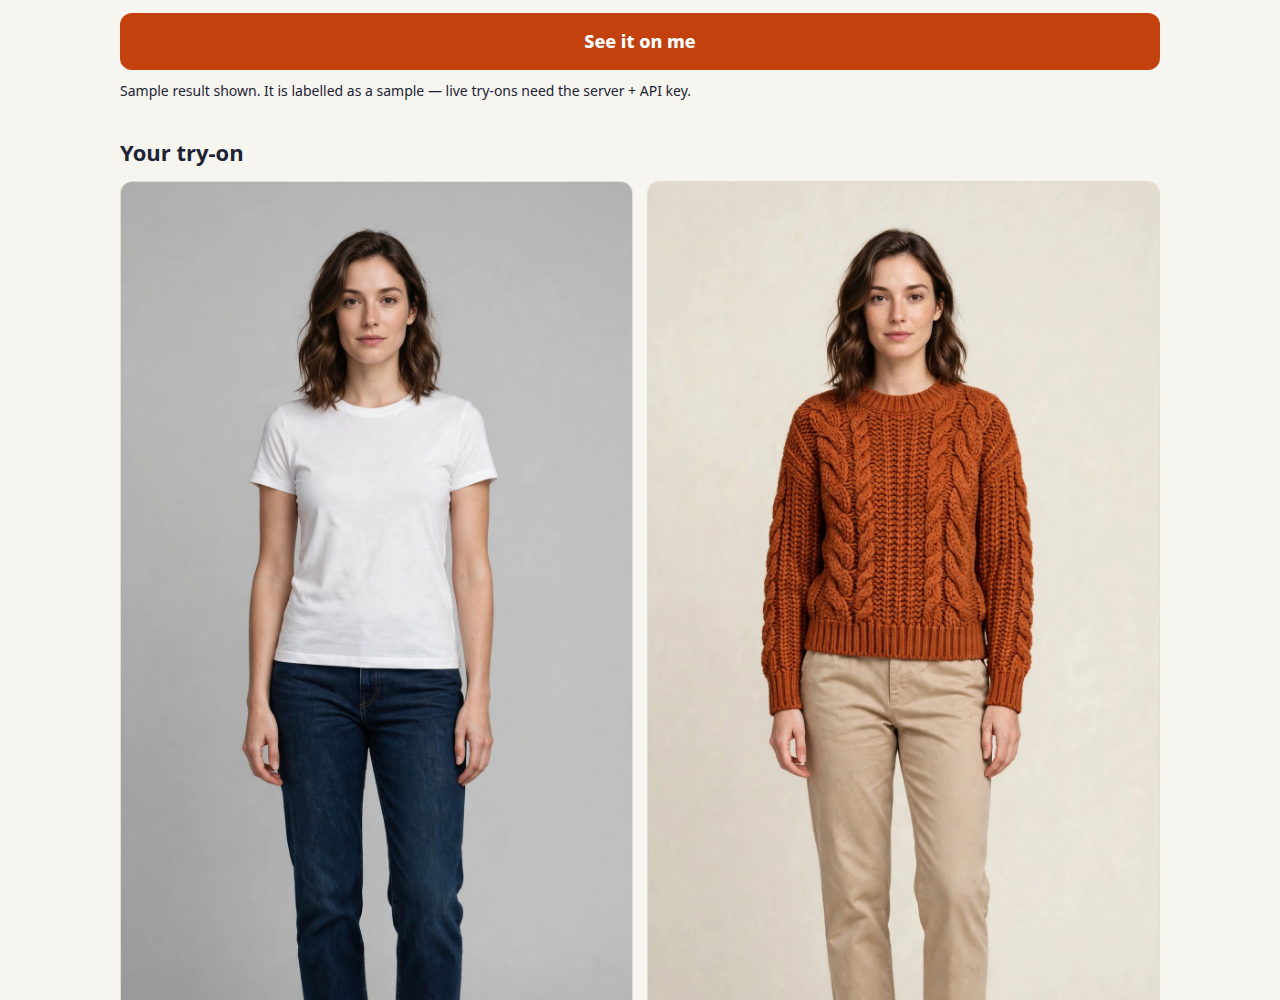 See it on me
Sample result shown. It is labelled as a sample — live try-ons need the server + API key.
Your try-on